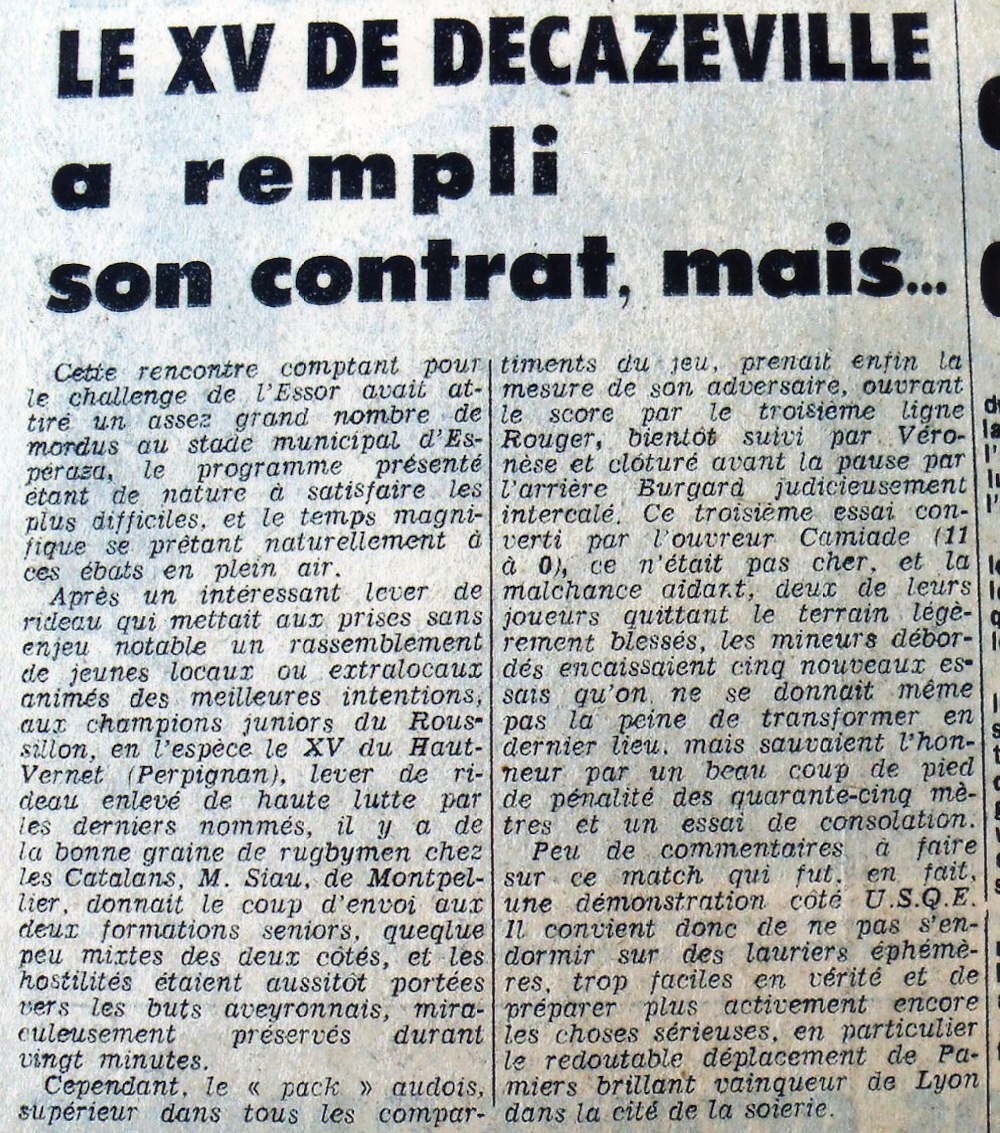 LE XV DE DECAZEVILLE
a rempli
son contrat, mais...
Cette rencontre comptant pour
le challenge de l'Essor avait at-
tiré un assez grand nombre de
mordus au stade municipal d'Es-
péraza, le programme présenté
étant de nature à satisfaire les
plus difficiles, et le temps magni-
fique se prêtant naturellement à
ces ébats en plein air.
Après un intéressant lever de
rideau qui mettait aux prises sans
enjeu notable un rassemblement
de jeunes locaux ou extralocaux
animés des meilleures intentions,
aux champions juniors du Rous-
sillon, en l'espèce le XV du Haut-
Vernet (Perpignan), lever de ri-
deau enlevé de haute lutte par
les derniers nommés, il y a de
la bonne graine de rugbymen chez
les Catalans, M. Siau, de Montpel-
lier, donnait le coup d'envoi aux
deux formations seniors, queqlue
peu mixtes des deux côtés, et les
hostilités étaient aussitôt portées
vers les buts aveyronnais, mira-
culeusement préservés durant
vingt minutes.
Cependant, le « pack » audois,
supérieur dans tous les compar-
timents du jeu, prenait enfin la
mesure de son adversaire, ouvrant
le score par le troisième ligne
Rouger, bientôt suivi par Véro-
nèse et clôturé avant la pause par
l'arrière Burgard judicieusement
intercalé. Ce troisième essai con-
verti par l'ouvreur Camiade (11
à 0), ce n'était pas cher, et la
malchance aidant, deux de leurs
joueurs quittant le terrain légè-
rement blessés, les mineurs débor-
dés encaissaient cinq nouveaux es-
sais qu'on ne se donnait même
pas la peine de transformer en
dernier lieu, mais sauvaient l'hon-
neur par un beau coup de pied
de pénalité des quarante-cinq mè-
tres et un essai de consolation.
Peu de commentaires à faire
sur ce match qui fut, en fait,
une démonstration côté U.S.Q.E.
Il convient donc de ne pas s'en-
dormir sur des lauriers éphémè-
res, trop faciles en vérité et de
préparer plus activement encore
les choses sérieuses, en particulier
le redoutable déplacement de Pa-
miers brillant vainqueur de Lyon
dans la cité de la soierie.